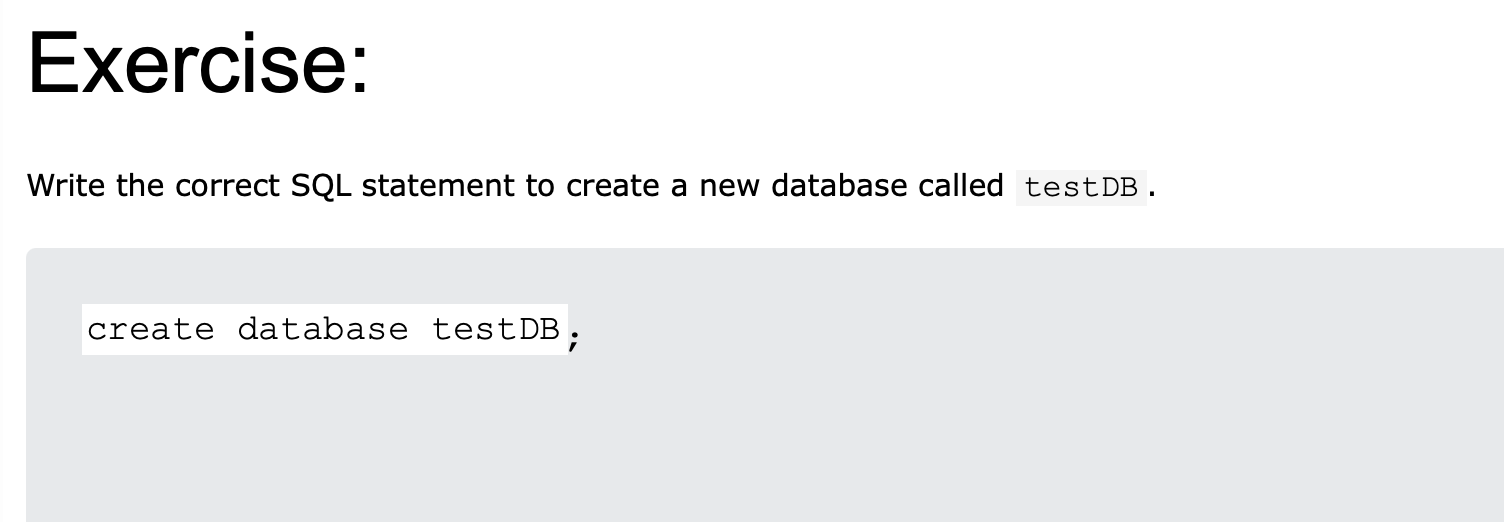 Exercise:
Write the correct SQL statement to create a new database called testDB.
create database testDB;